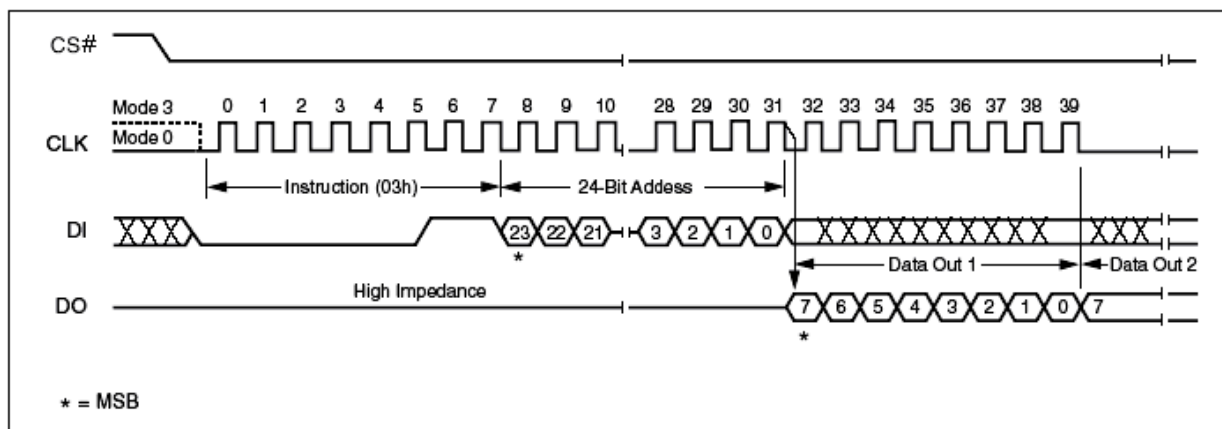 CS#
Mode 3
0 1 2 3 4 5 6 7 8 9 10 28 29 30 31 32 33 34 35 36 37 38 39
Mode 0
CLK
Instruction (03h)
24-Bit Addess
DI
23 22 21 3 2 1 0
*
Data Out 1
Data Out 2
High Impedance
DO
7 6 5 4 3 2 1 0 7
*
* = MSB